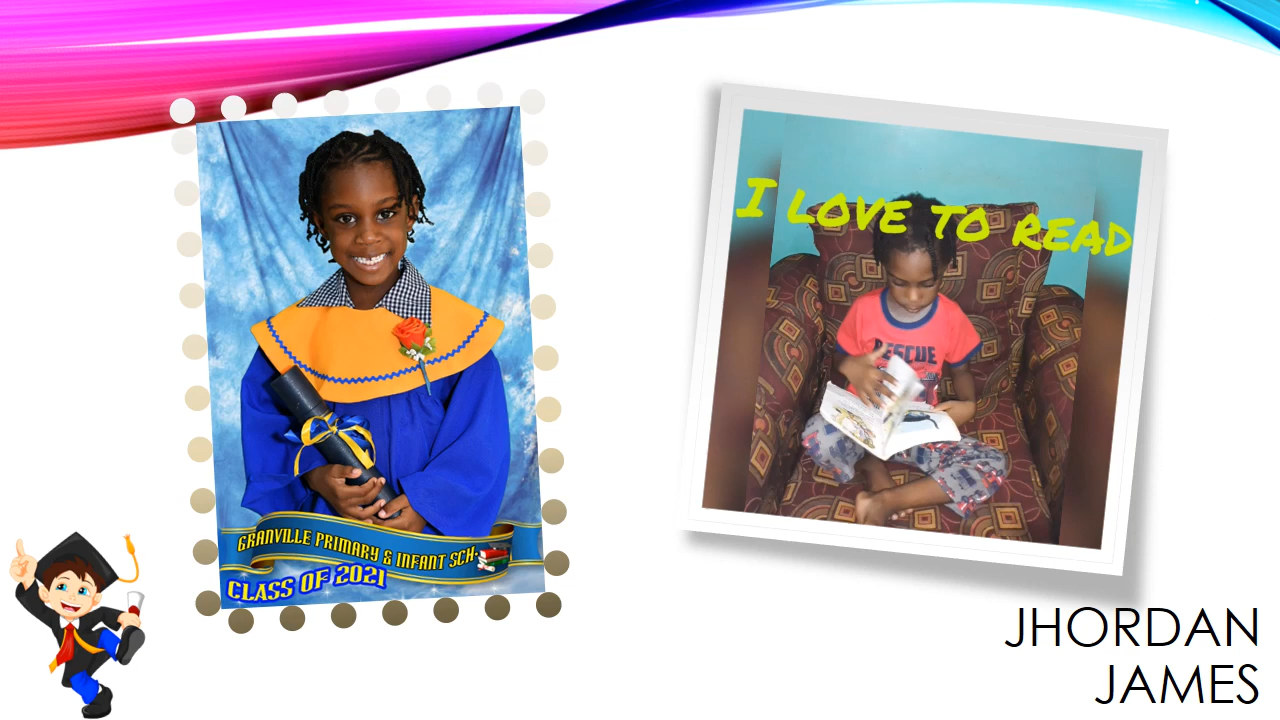 I LOVE TO READ
RESCUE
GRANVILLE PRIMARY & INFANT SCH.
CLASS OF 2021
JHORDAN
JAMES